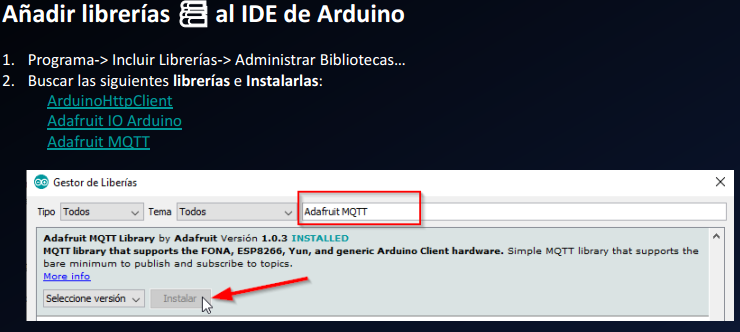 Añadir librerías al IDE de Arduino
1. Programa-> Incluir Librerías-> Administrar Bibliotecas...
2. Buscar las siguientes librerías e Instalarlas:
ArduinoHttpClient
Adafruit IO Arduino
Adafruit MQTT
Gestor de Liberías
Tipo Todos Tema Todos Adafruit MQTT
Adafruit MQTT Library by Adafruit Versión 1.0.3 INSTALLED
MQTT library that supports the FONA, ESP8266, Yun, and generic Arduino Client hardware. Simple MQTT library that supports the
bare minimum to publish and subscribe to topics.
More info
Seleccione versión Instalar